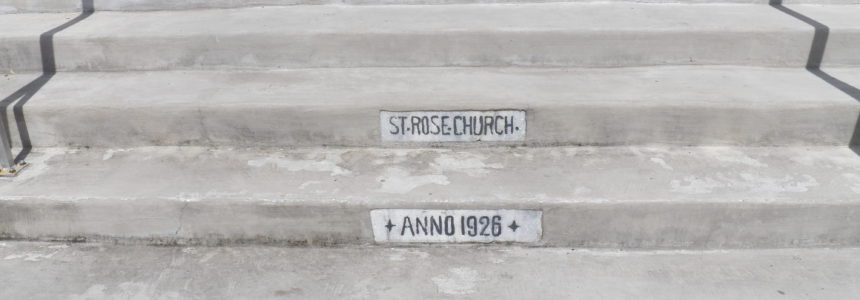 ST·ROSE·CHURCH·
✦ ANNO 1926 ✦